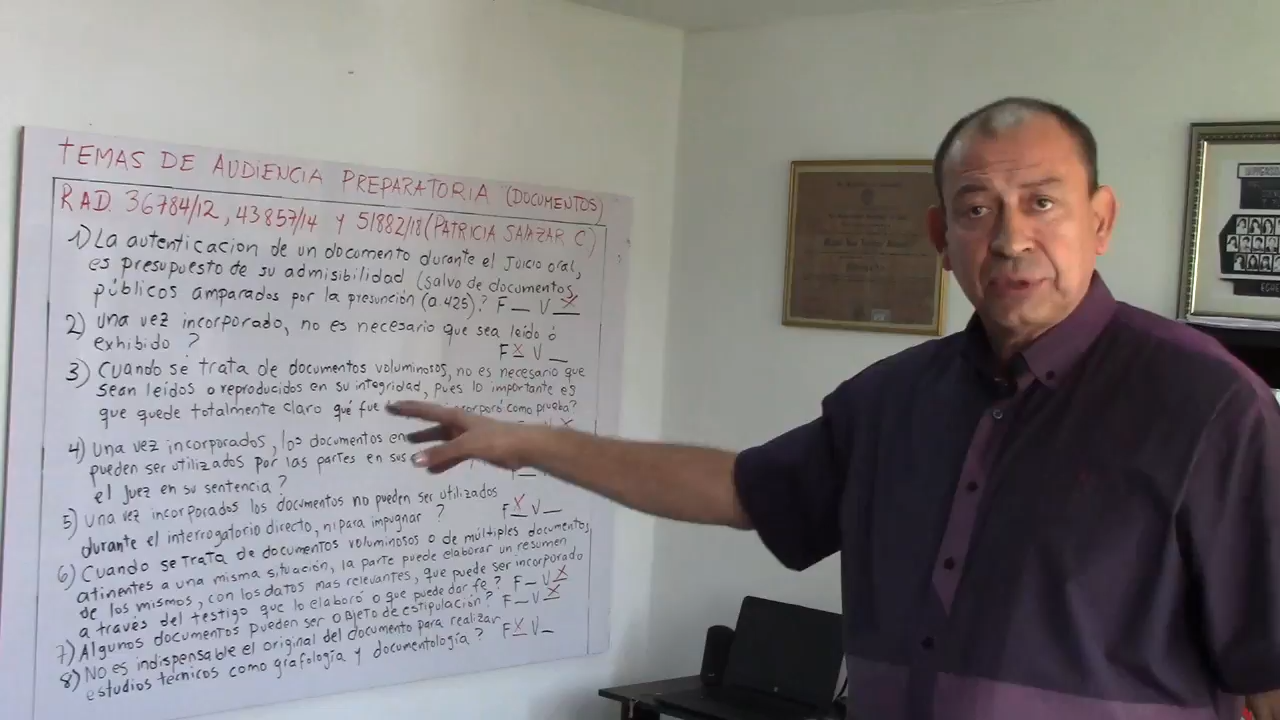 TEMAS DE AUDIENCIA PREPARATORIA (DOCUMENTOS)
RAD. 36784/12, 43857/14 Y 51882/18 (PATRICIA SALAZAR C)
1) La autenticacion de un documento durante el Juicio oral,
es presupuesto de su admisibilidad (salvo de documentos
públicos amparados por la presunción (a.425)? F __ V X
2) Una vez incorporado, no es necesario que sea leído ó
exhibido ? F X V __
3) Cuando se trata de documentos voluminosos, no es necesario que
sean leídos o reproducidos en su integridad, pues lo importante es
que quede totalmente claro qué fue incorporó como prueba?
V X
4) Una vez incorporados, los documentos en
pueden ser utilizados por las partes en sus
el Juez en su sentencia ?
5) Una vez incorporados los documentos no pueden ser utilizados
durante el interrogatorio directo, ni para impugnar ? F X V __
6) Cuando se trata de documentos voluminosos o de múltiples documentos,
atinentes a una misma situación, la parte puede elaborar un resumen
de los mismos, con los datos mas relevantes, que puede ser incorporado
a través del testigo que lo elaboró o que puede dar fe? F __ V X
7) Algunos documentos pueden ser objeto de estipulación? F __ V X
8) No es indispensable el original del documento para realizar
estudios técnicos como grafología y documentología ? F X V __